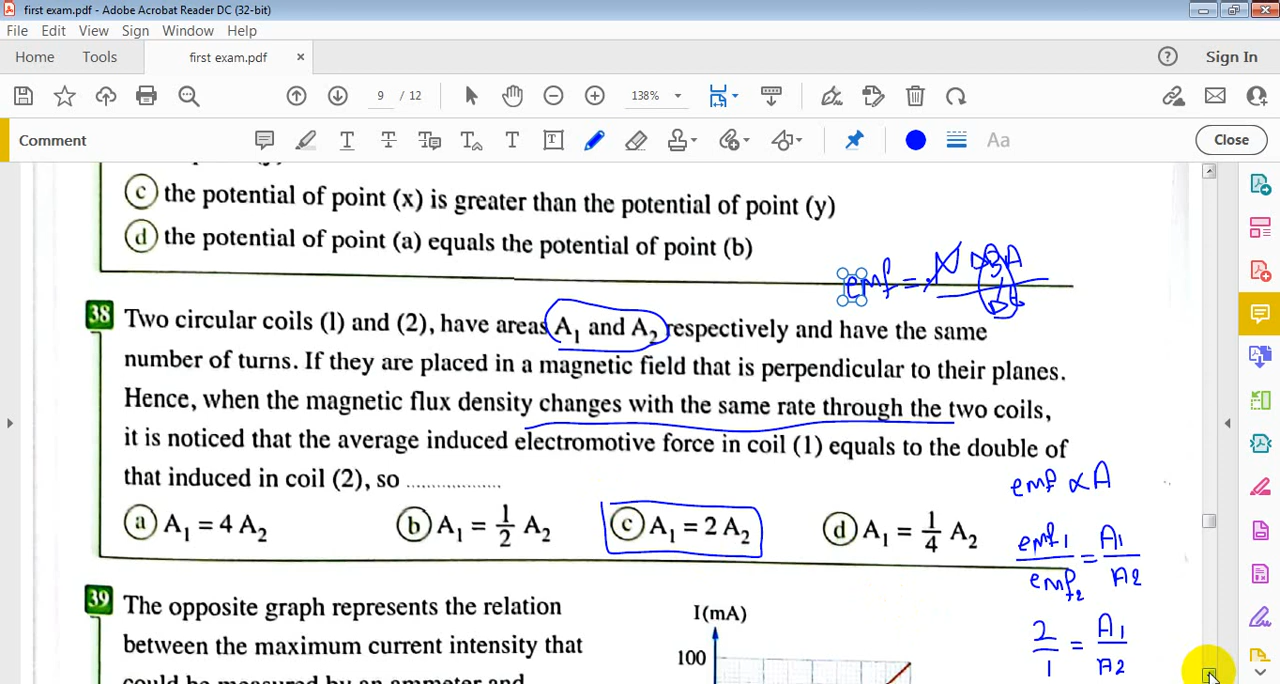 first exam.pdf - Adobe Acrobat Reader DC (32-bit)
File Edit View Sign Window Help
Home Tools first exam.pdf × Sign In
9 / 12 138%
Comment Aa Close
c the potential of point (x) is greater than the potential of point (y)
d the potential of point (a) equals the potential of point (b)
emf = N ΔBA
Δt
38 Two circular coils (1) and (2), have areas A₁ and A₂ respectively and have the same
number of turns. If they are placed in a magnetic field that is perpendicular to their planes.
Hence, when the magnetic flux density changes with the same rate through the two coils,
it is noticed that the average induced electromotive force in coil (1) equals to the double of
that induced in coil (2), so ..................
emf ∝ A
a A₁ = 4 A₂ b A₁ = 1/2 A₂ c A₁ = 2 A₂ d A₁ = 1/4 A₂
emf₁/emf₂ = A₁/A₂
39 The opposite graph represents the relation
between the maximum current intensity that
I(mA)
100
2/1 = A₁/A₂